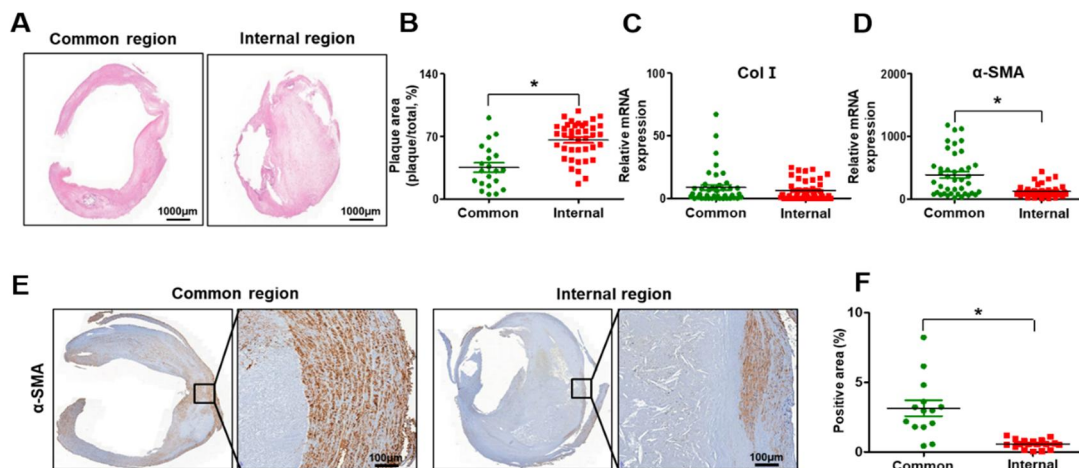 A
Common region
Internal region
1000µm
1000µm
B
Plaque area
(plaque/total, %)
140
70
0
*
Common
Internal
C
Col I
Relative mRNA
expression
100
50
0
Common
Internal
D
α-SMA
Relative mRNA
expression
2000
1000
0
*
Common
Internal
E
Common region
Internal region
α-SMA
100µm
100µm
F
Positive area (%)
10
5
0
*
Common
Internal